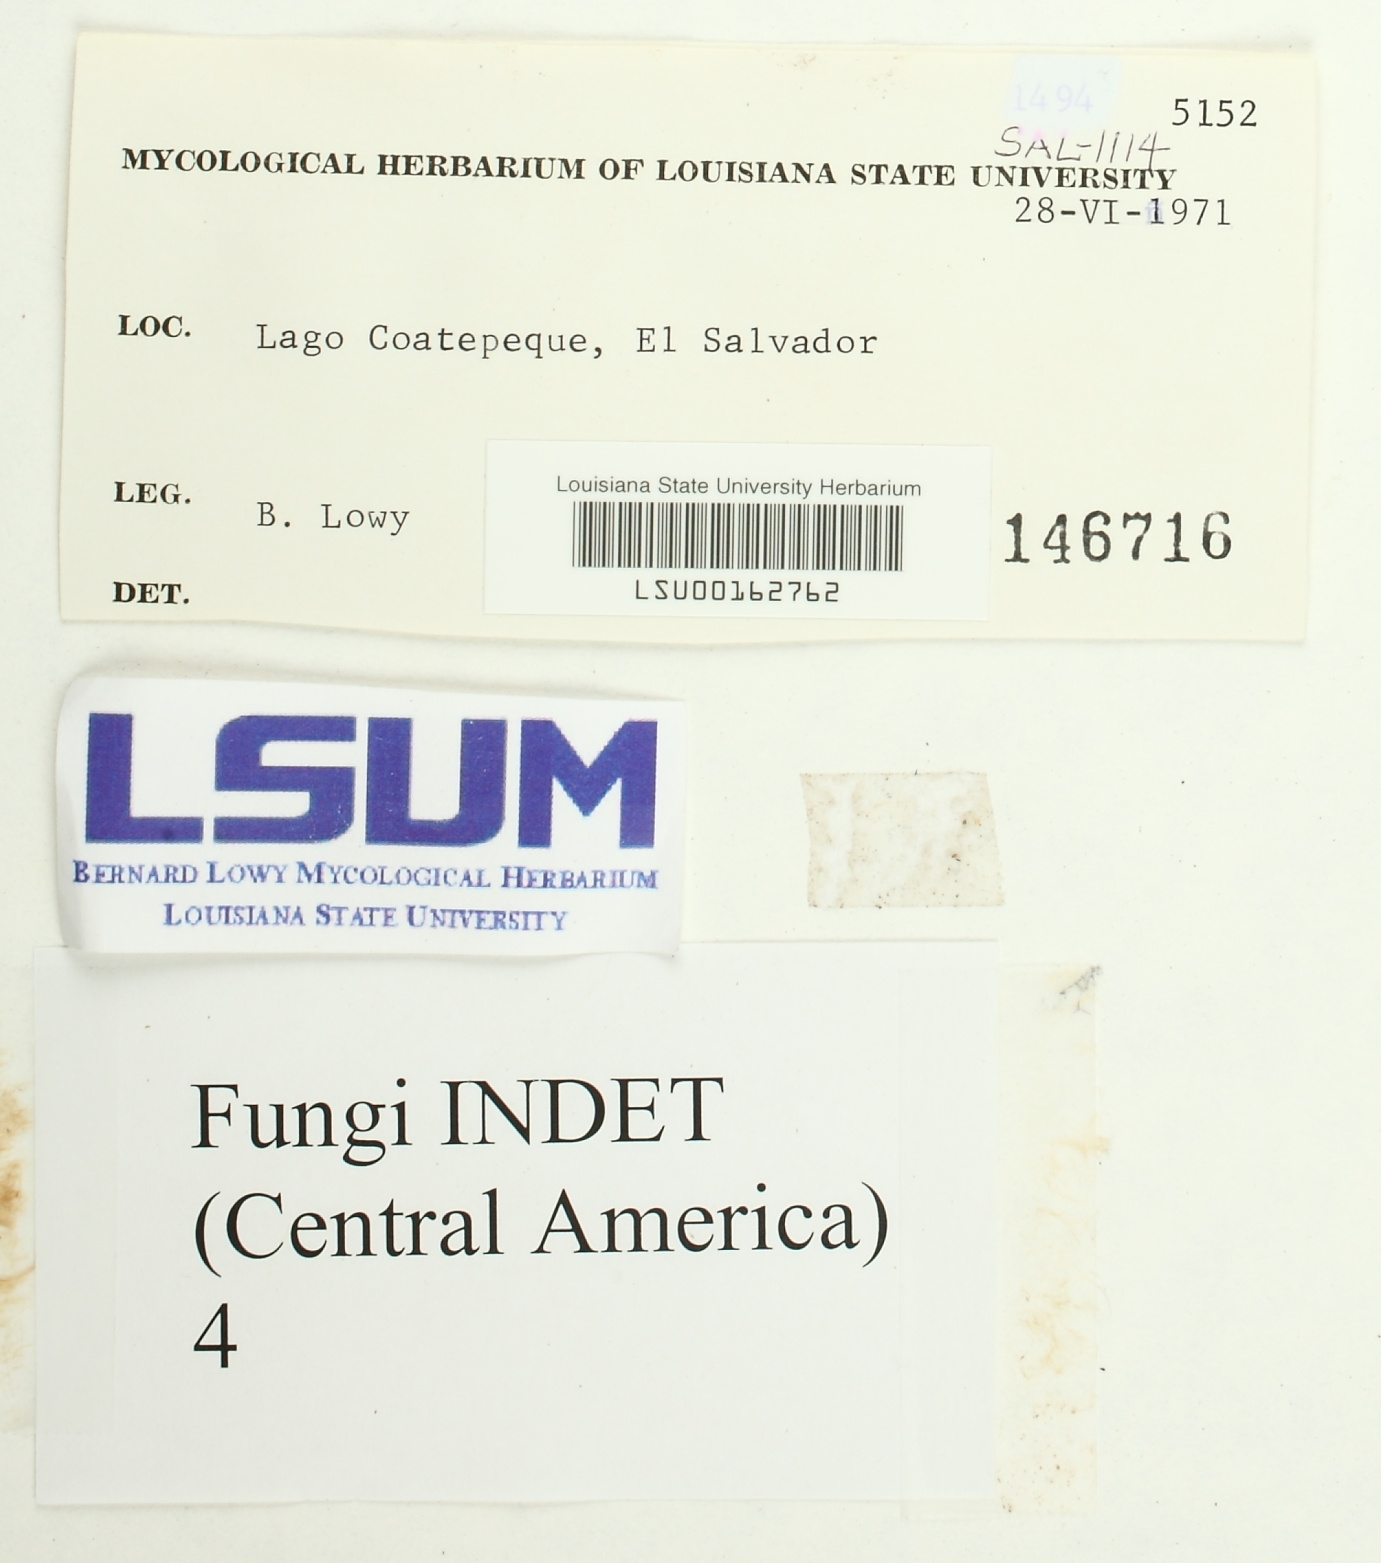 1494
5152
SAL-1114
MYCOLOGICAL HERBARIUM OF LOUISIANA STATE UNIVERSITY
28-VI-1971
LOC. Lago Coatepeque, El Salvador
LEG. B. Lowy
Louisiana State University Herbarium
LSU00162762
146716
DET.
LSUM
BERNARD LOWY MYCOLOGICAL HERBARIUM
LOUISIANA STATE UNIVERSITY
Fungi INDET
(Central America)
4